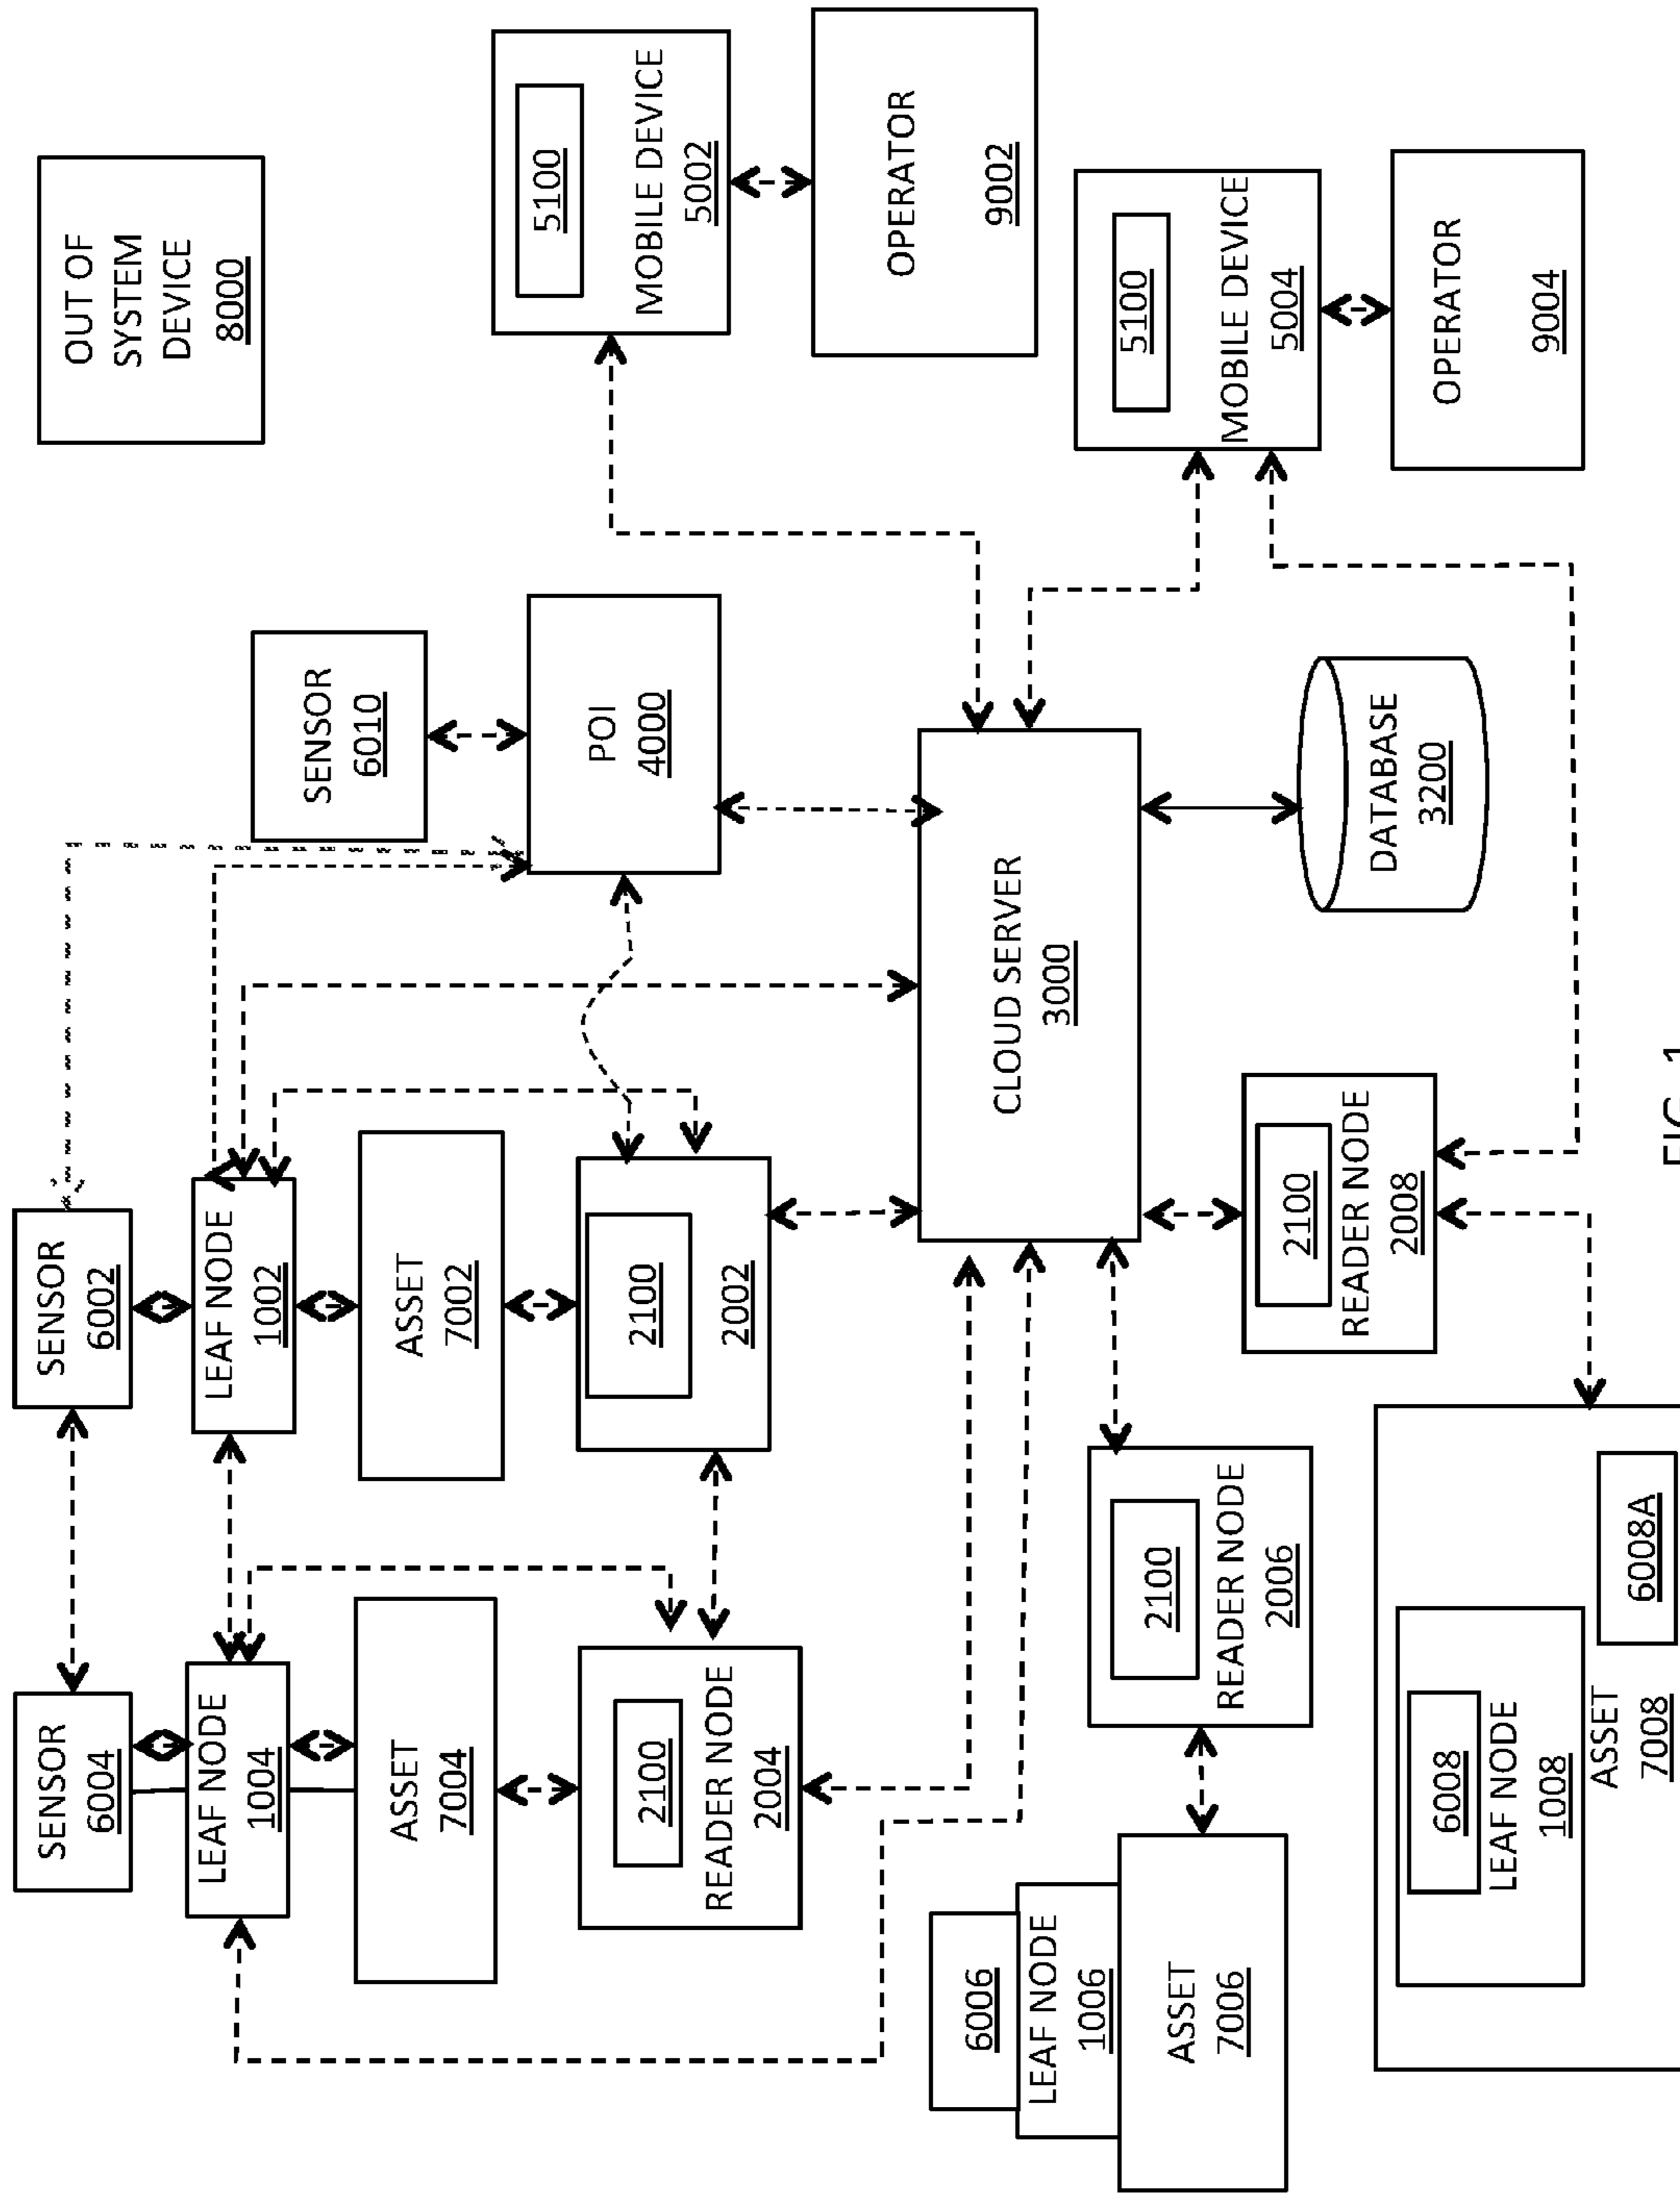 SENSOR
6004
SENSOR
6002
OUT OF
SYSTEM
DEVICE
8000
LEAF NODE
1004
LEAF NODE
1002
SENSOR
6010
ASSET
7004
ASSET
7002
5100
MOBILE DEVICE
5002
2100
READER NODE
2004
2100
2002
POI
4000
OPERATOR
9002
6006
LEAF NODE
1006
ASSET
7006
CLOUD SERVER
3000
2100
READER NODE
2006
5100
MOBILE DEVICE
5004
2100
READER NODE
2008
DATABASE
3200
OPERATOR
9004
6008
LEAF NODE
1008
6008A
ASSET
7008
FIG. 1